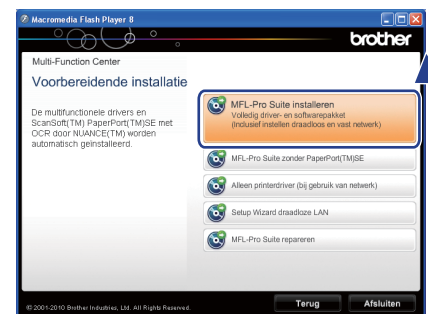 Macromedia Flash Player 8
brother
Multi-Function Center
Voorbereidende installatie
De multifunctionele drivers en
ScanSoft(TM) PaperPort(TM)SE met
OCR door NUANCE(TM) worden
automatisch geïnstalleerd.
MFL-Pro Suite installeren
Volledig driver- en softwarepakket
(Inclusief instellen draadloos en vast netwerk)
MFL-Pro Suite zonder PaperPort(TM)SE
Alleen printerdriver (bij gebruik van netwerk)
Setup Wizard draadloze LAN
MFL-Pro Suite repareren
© 2001-2010 Brother Industries, Ltd. All Rights Reserved.
Terug
Afsluiten